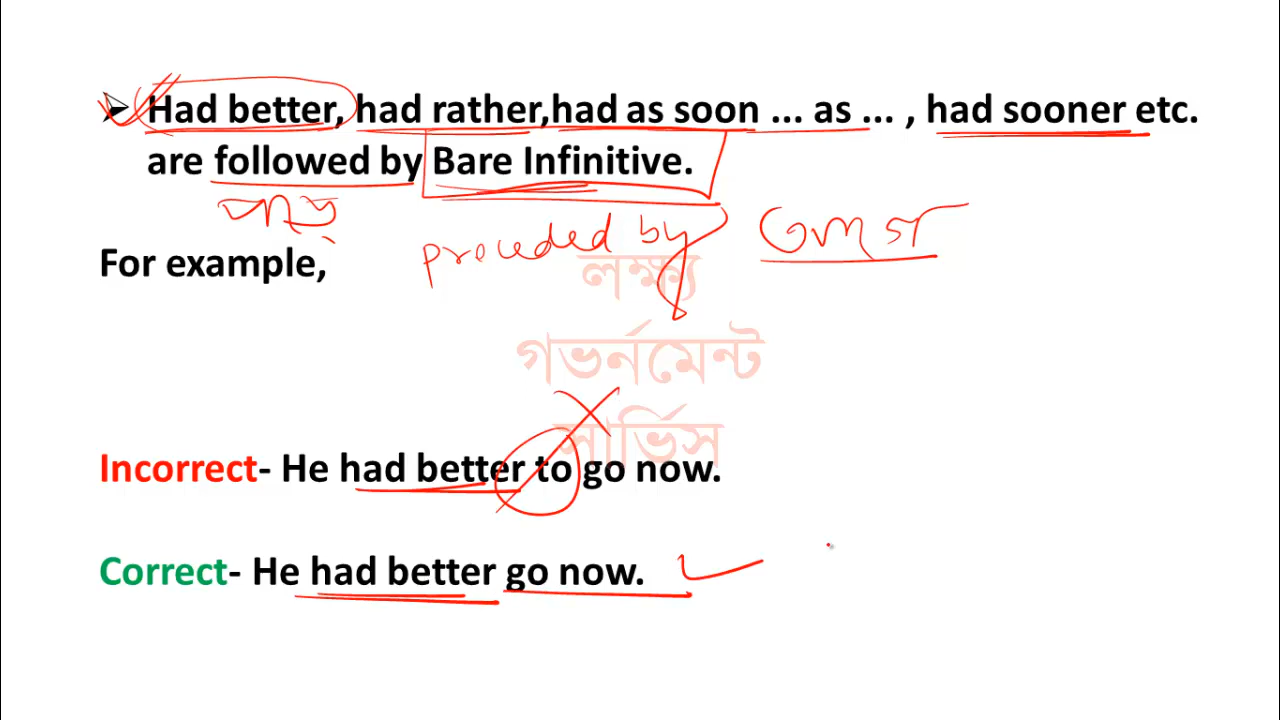 Had better, had rather,had as soon ... as ... , had sooner etc.
are followed by Bare Infinitive.
পরে
preceded by
For example,
লক্ষ্য
গভর্নমেন্ট
সার্ভিস
Incorrect- He had better to go now.
Correct- He had better go now.